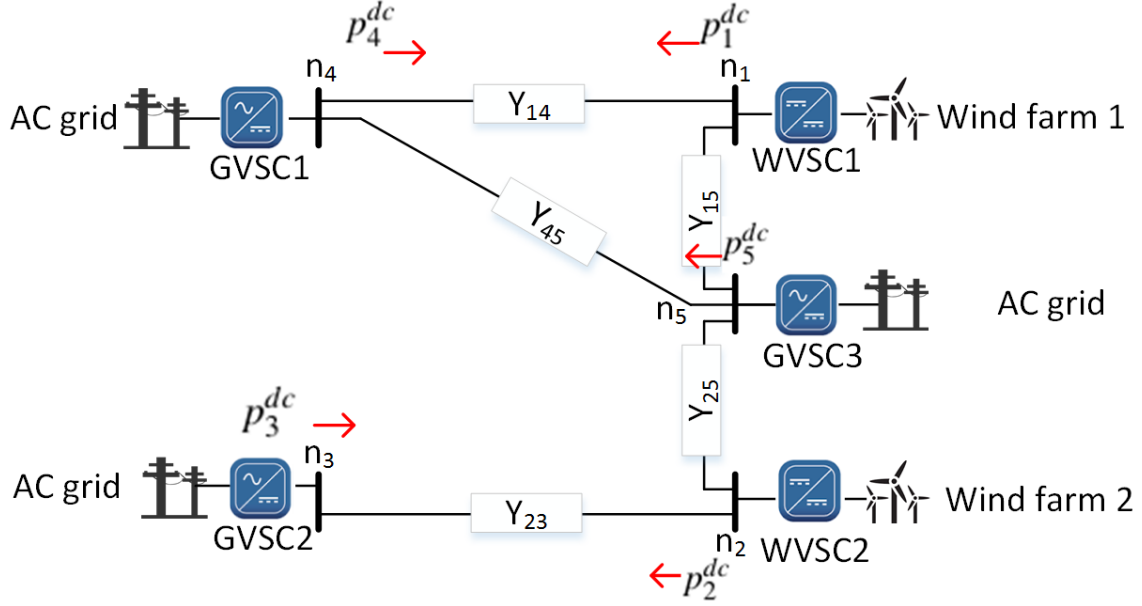 p₄ᵈᶜ
p₁ᵈᶜ
n₄
n₁
AC grid
Y₁₄
Wind farm 1
GVSC1
WVSC1
Y₁₅
Y₄₅
p₅ᵈᶜ
n₅
AC grid
GVSC3
Y₂₅
p₃ᵈᶜ
n₃
AC grid
Wind farm 2
GVSC2
Y₂₃
n₂
WVSC2
p₂ᵈᶜ